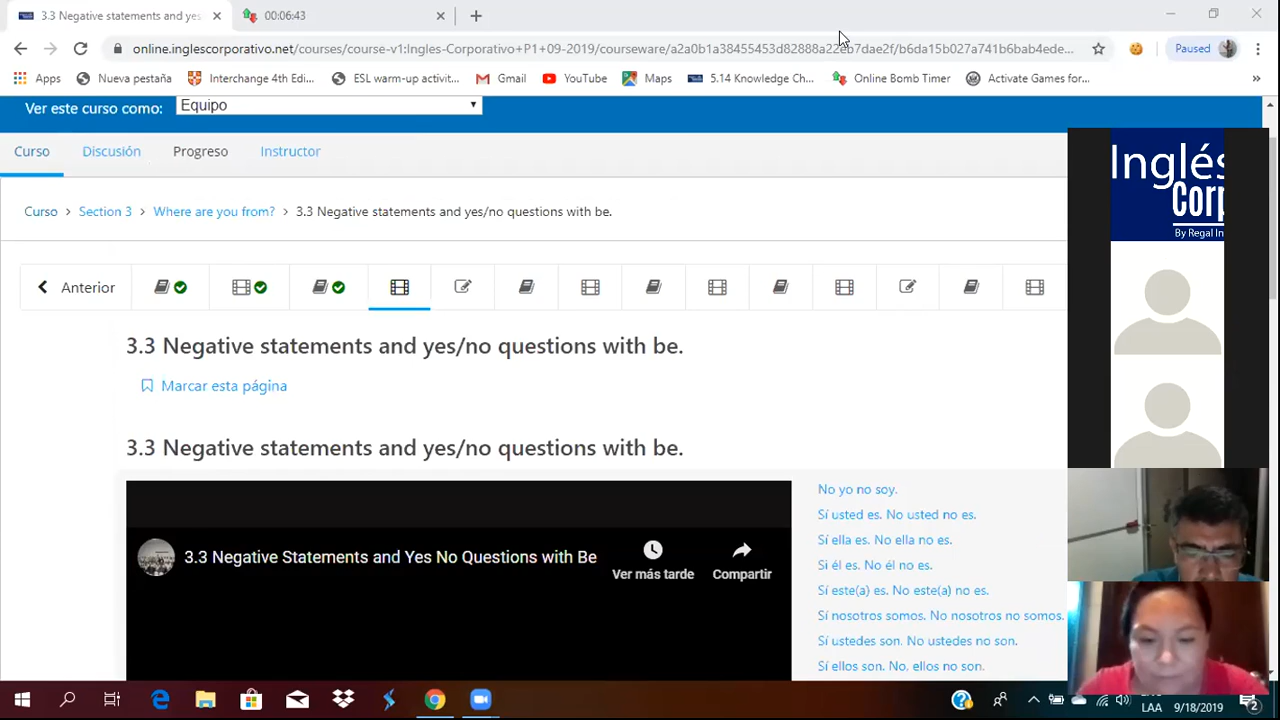 3.3 Negative statements and yes
00:06:43
online.inglescorporativo.net/courses/course-v1:Ingles-Corporativo+P1+09-2019/courseware/
Paused
Apps
Nueva pestaña
Interchange 4th Edi...
ESL warm-up activit...
Gmail
YouTube
Maps
5.14 Knowledge Ch...
Online Bomb Timer
Activate Games for...
»
Ver este curso como:
Equipo
Curso
Discusión
Progreso
Instructor
Curso > Section 3 > Where are you from? > 3.3 Negative statements and yes/no questions with be.
Anterior
3.3 Negative statements and yes/no questions with be.
Marcar esta página
3.3 Negative statements and yes/no questions with be.
3.3 Negative Statements and Yes No Questions with Be
Ver más tarde
Compartir
No yo no soy.
Sí usted es. No usted no es.
Sí ella es. No ella no es.
Si él es. No él no es.
Sí este(a) es. No este(a) no es.
Sí nosotros somos. No nosotros no somos.
Sí ustedes son. No ustedes no son.
Sí ellos son. No, ellos no son.
Inglés
Corp
By Regal In
LAA
9/18/2019
2